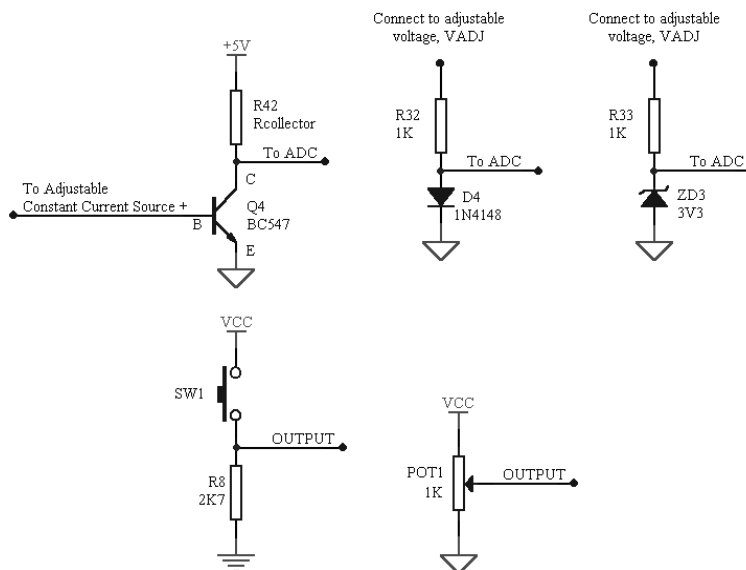 Connect to adjustable
voltage, VADJ
Connect to adjustable
voltage, VADJ
+5V
R42
Rcollector
To ADC
C
To Adjustable
Constant Current Source +
B
Q4
BC547
E
R32
1K
To ADC
D4
1N4148
R33
1K
To ADC
ZD3
3V3
VCC
SW1
OUTPUT
R8
2K7
VCC
POT1
1K
OUTPUT